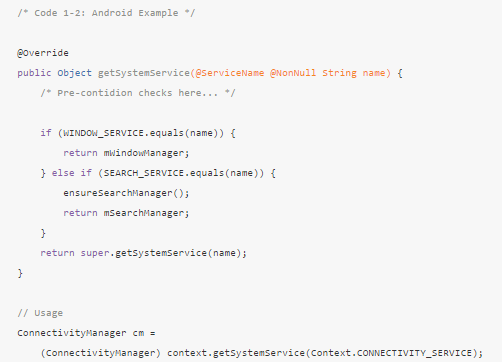 /* Code 1-2: Android Example */
@Override
public Object getSystemService(@ServiceName @NonNull String name) {
/* Pre-contidion checks here... */
if (WINDOW_SERVICE.equals(name)) {
return mWindowManager;
} else if (SEARCH_SERVICE.equals(name)) {
ensureSearchManager();
return mSearchManager;
}
return super.getSystemService(name);
}
// Usage
ConnectivityManager cm =
(ConnectivityManager) context.getSystemService(Context.CONNECTIVITY_SERVICE);